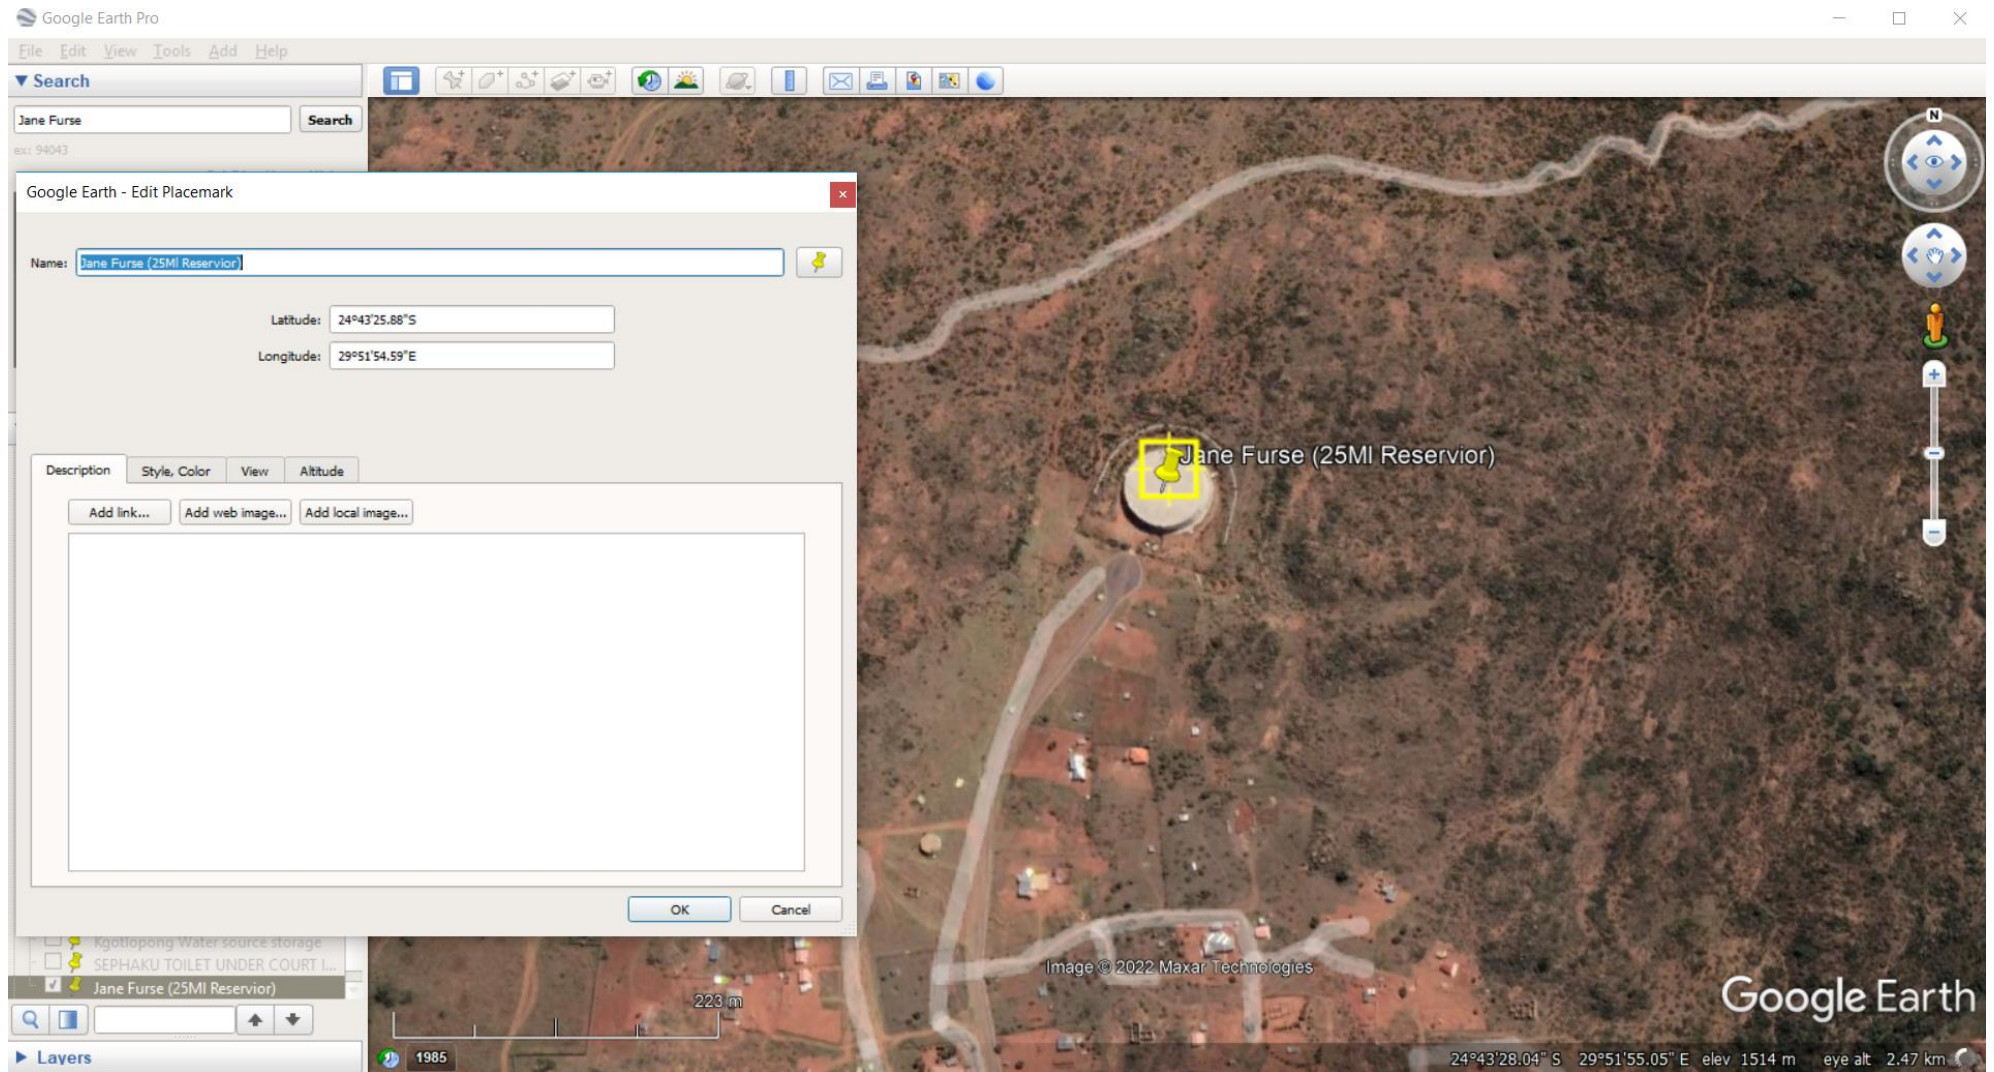 Google Earth Pro
File Edit View Tools Add Help
Search
Jane Furse
Search
ex: 94043
Google Earth - Edit Placemark
Name: Jane Furse (25Ml Reservior)
Latitude: 24°43'25.88"S
Longitude: 29°51'54.59"E
Description Style, Color View Altitude
Add link... Add web image... Add local image...
OK Cancel
Kgotlopong Water source storage
SEPHAKU TOILET UNDER COURT I...
Jane Furse (25Ml Reservior)
Layers
N
Jane Furse (25Ml Reservior)
Image © 2022 Maxar Technologies
223 m
Google Earth
1985
24°43'28.04" S 29°51'55.05" E elev 1514 m eye alt 2.47 km